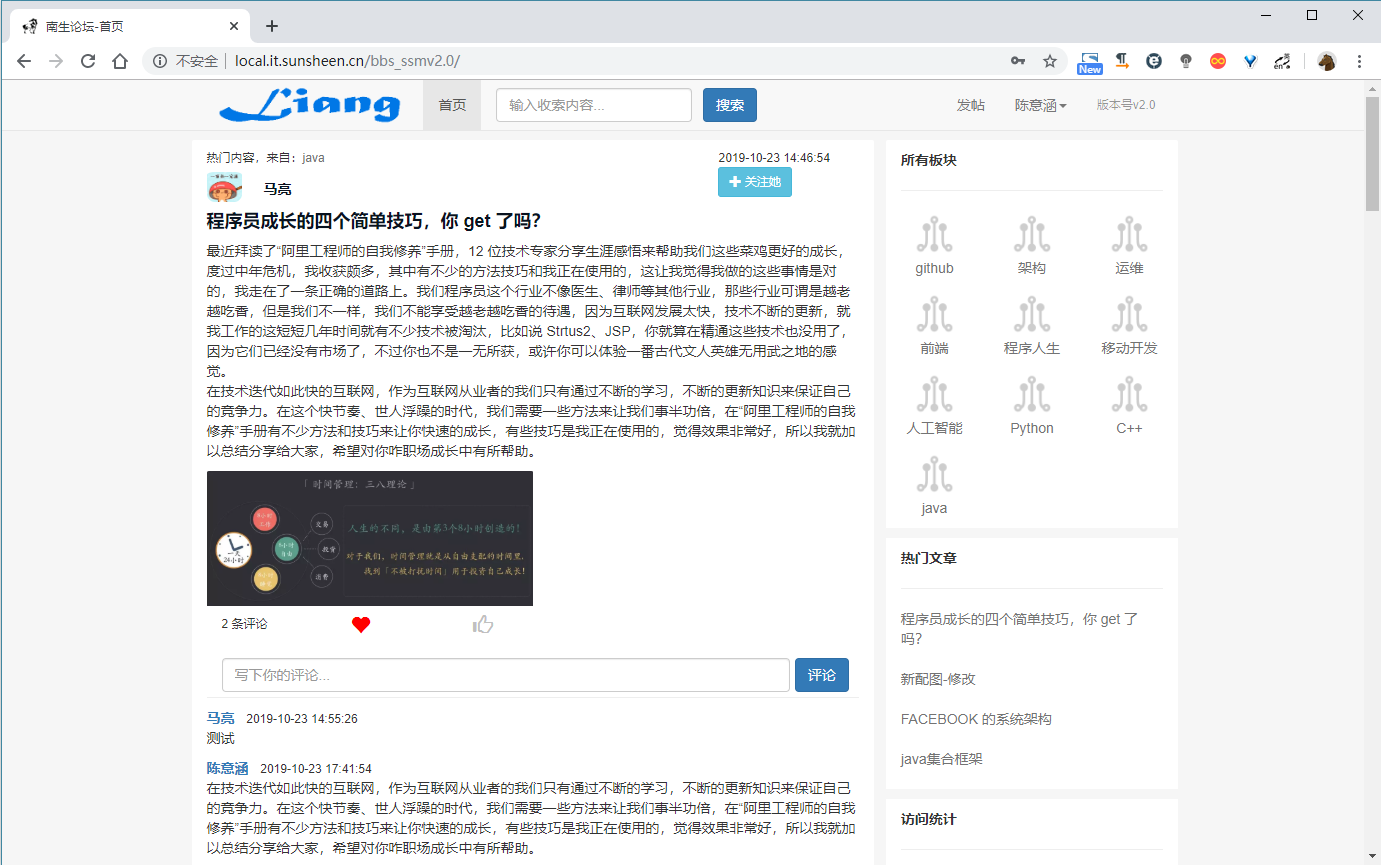 南生论坛-首页
不安全
local.it.sunsheen.cn/bbs_ssmv2.0/
New
en
Liang
首页
输入收索内容...
搜索
发帖
陈意涵
版本号v2.0
热门内容，来自：java
2019-10-23 14:46:54
马亮
关注她
程序员成长的四个简单技巧，你 get 了吗？
最近拜读了“阿里工程师的自我修养”手册，12 位技术专家分享生涯感悟来帮助我们这些菜鸡更好的成长，
度过中年危机，我收获颇多，其中有不少的方法技巧和我正在使用的，这让我觉得我做的这些事情是对
的，我走在了一条正确的道路上。我们程序员这个行业不像医生、律师等其他行业，那些行业可谓是越老
越吃香，但是我们不一样，我们不能享受越老越吃香的待遇，因为互联网发展太快，技术不断的更新，就
我工作的这短短几年时间就有不少技术被淘汰，比如说 Strtus2、JSP，你就算在精通这些技术也没用了，
因为它们已经没有市场了，不过你也不是一无所获，或许你可以体验一番古代文人英雄无用武之地的感
觉。
在技术迭代如此快的互联网，作为互联网从业者的我们只有通过不断的学习，不断的更新知识来保证自己
的竞争力。在这个快节奏、世人浮躁的时代，我们需要一些方法来让我们事半功倍，在“阿里工程师的自我
修养”手册有不少方法和技巧来让你快速的成长，有些技巧是我正在使用的，觉得效果非常好，所以我就加
以总结分享给大家，希望对你咋职场成长中有所帮助。
「时间管理：三八理论」
8小时
工作
交易
一天
24小时
8小时
自由
投资
消费
8小时
人生的不同，是由第3个8小时创造的！
对于我们，时间管理就是从自由支配的时间里，
找到「不被打扰时间」用于投资自己成长！
2 条评论
写下你的评论...
评论
马亮 2019-10-23 14:55:26
测试
陈意涵 2019-10-23 17:41:54
在技术迭代如此快的互联网，作为互联网从业者的我们只有通过不断的学习，不断的更新知识来保证自己
的竞争力。在这个快节奏、世人浮躁的时代，我们需要一些方法来让我们事半功倍，在“阿里工程师的自我
修养”手册有不少方法和技巧来让你快速的成长，有些技巧是我正在使用的，觉得效果非常好，所以我就加
以总结分享给大家，希望对你咋职场成长中有所帮助。
所有板块
github 架构 运维
前端 程序人生 移动开发
人工智能 Python C++
java
热门文章
程序员成长的四个简单技巧，你 get 了
吗？
新配图-修改
FACEBOOK 的系统架构
java集合框架
访问统计